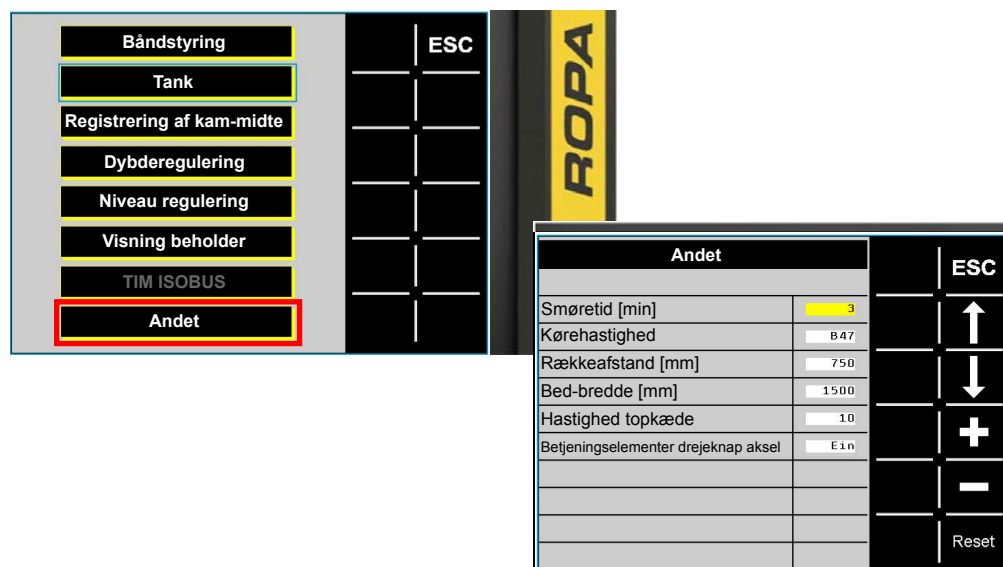 Båndstyring
ESC
Tank
Registrering af kam-midte
Dybderegulering
Niveau regulering
Visning beholder
TIM ISOBUS
Andet
ROPA
Andet
ESC
Smøretid [min] 3
Kørehastighed B47
Rækkeafstand [mm] 750
Bed-bredde [mm] 1500
Hastighed topkæde 10
Betjeningselementer drejeknap aksel Ein
Reset